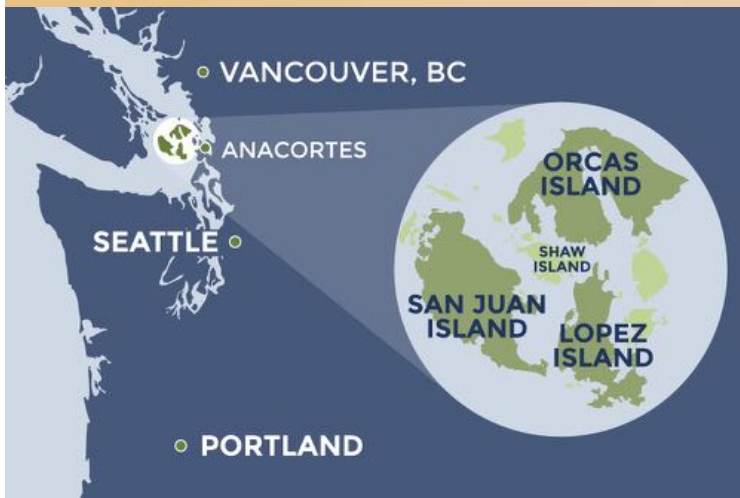 VANCOUVER, BC
ANACORTES
SEATTLE
PORTLAND
ORCAS
ISLAND
SHAW
ISLAND
SAN JUAN
ISLAND
LOPEZ
ISLAND